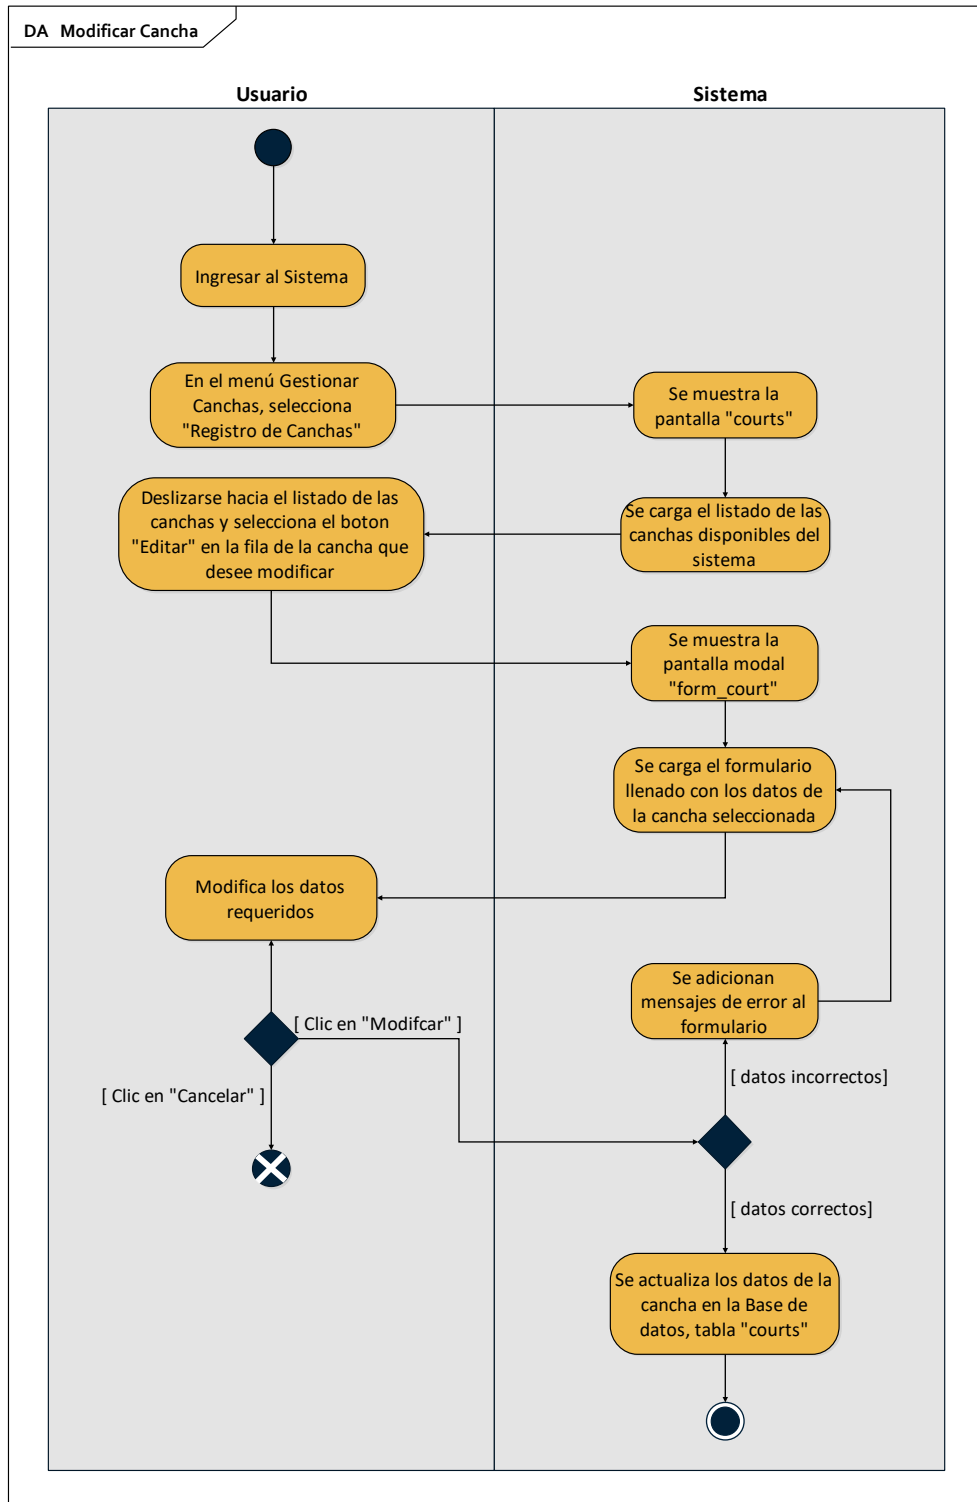 DA Modificar Cancha
Usuario
Sistema
Ingresar al Sistema
En el menú Gestionar
Canchas, selecciona
"Registro de Canchas"
Se muestra la
pantalla "courts"
Deslizarse hacia el listado de las
canchas y selecciona el boton
"Editar" en la fila de la cancha que
desee modificar
Se carga el listado de las
canchas disponibles del
sistema
Se muestra la
pantalla modal
"form_court"
Se carga el formulario
llenado con los datos de
la cancha seleccionada
Modifica los datos
requeridos
Se adicionan
mensajes de error al
formulario
[ Clic en "Modifcar" ]
[ datos incorrectos]
[ Clic en "Cancelar" ]
[ datos correctos]
Se actualiza los datos de la
cancha en la Base de
datos, tabla "courts"